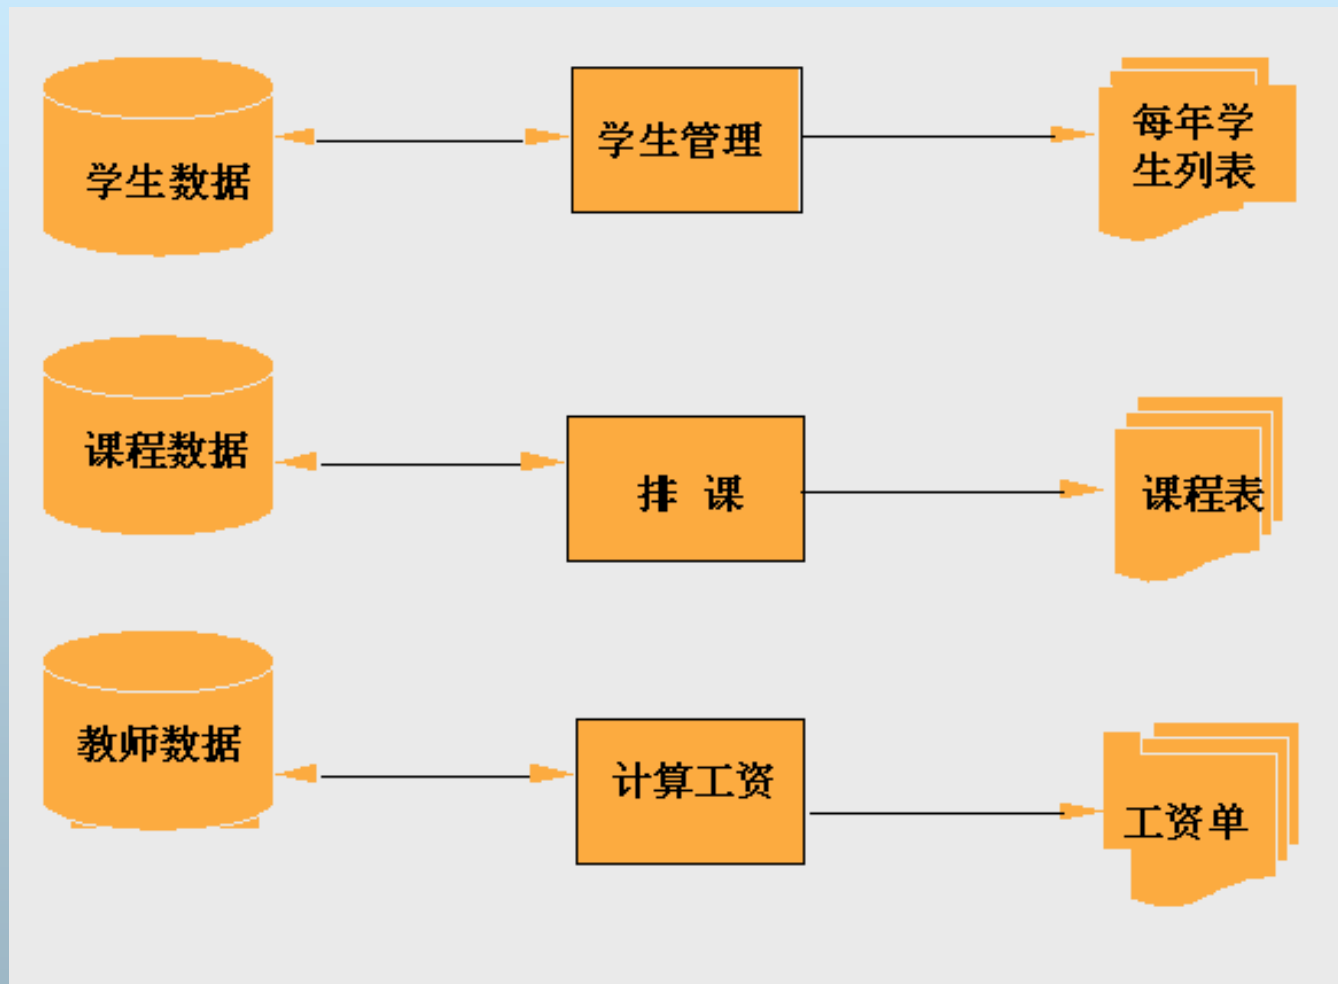 学生数据
学生管理
每年学
生列表
课程数据
排 课
课程表
教师数据
计算工资
工资单